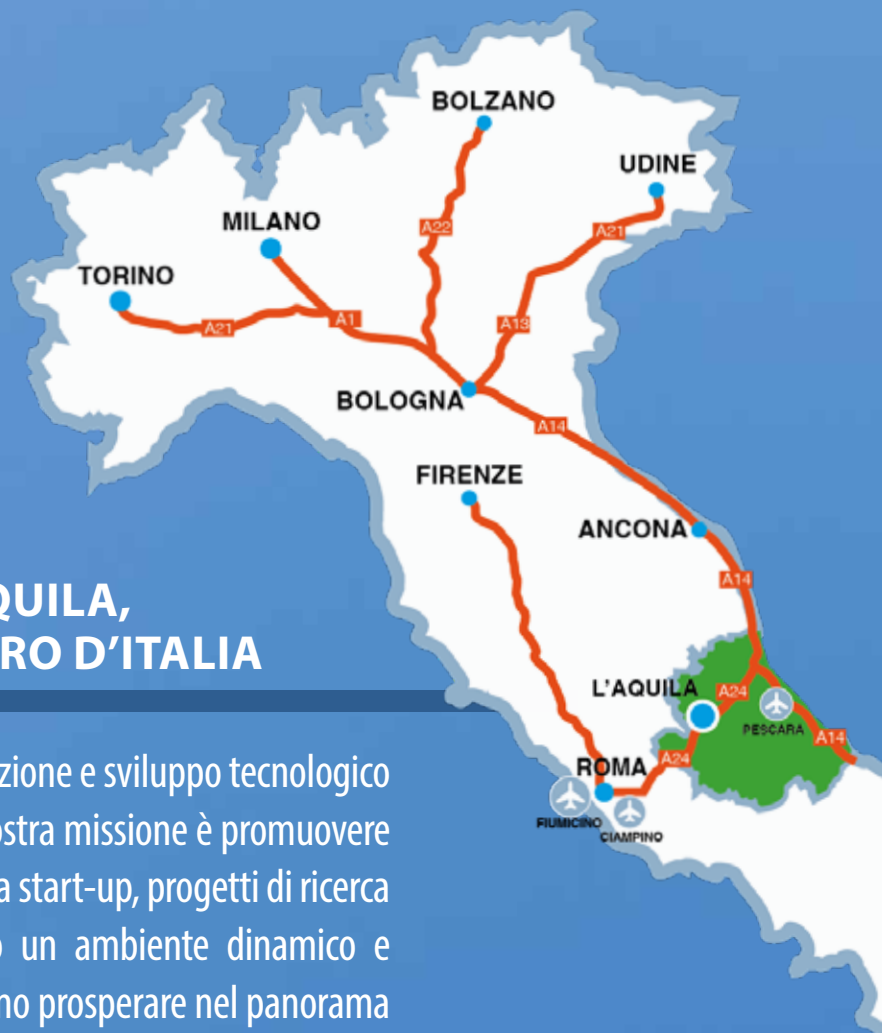 BOLZANO
UDINE
A22
MILANO
A21
TORINO
A21
A1
A13
BOLOGNA
A14
FIRENZE
ANCONA
A14
QUILA,
RO D'ITALIA
L'AQUILA
A24
PESCARA
A14
A24
ROMA
FIUMICINO
CIAMPINO
zione e sviluppo tecnologico
ostra missione è promuovere
a start-up, progetti di ricerca
o un ambiente dinamico e
no prosperare nel panorama